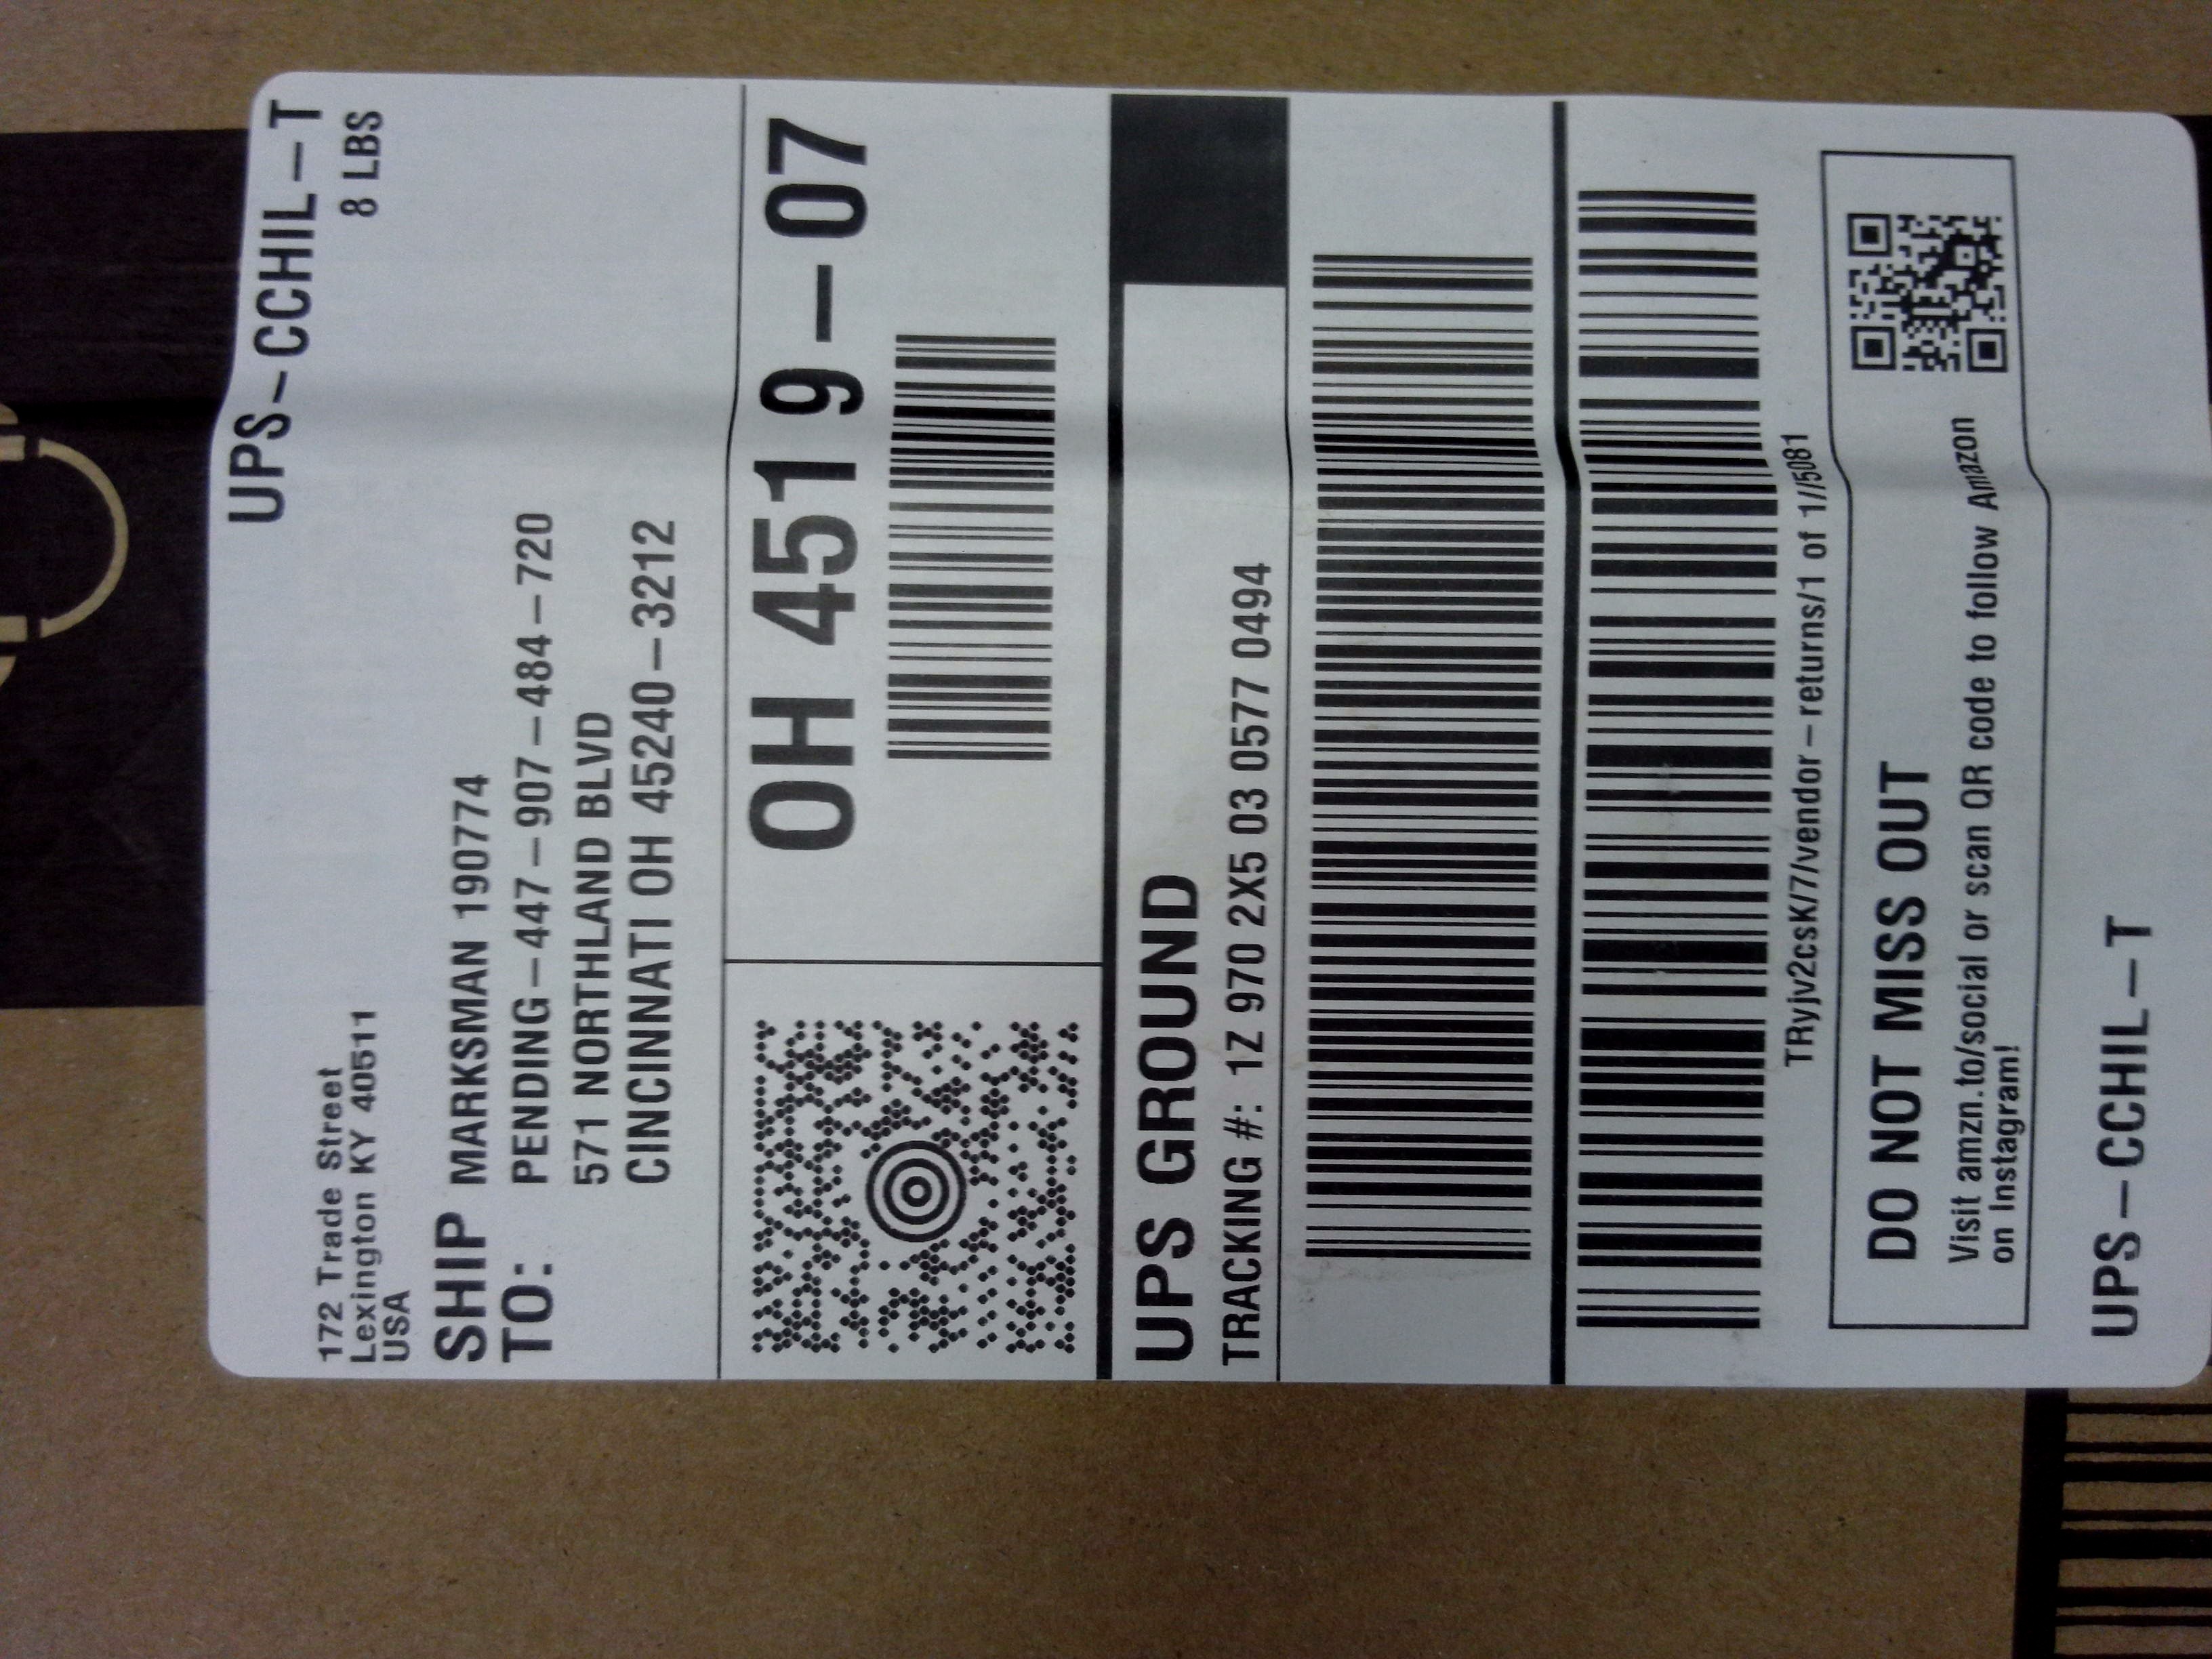 UPS-CCHIL-T
8 LBS
172 Trade Street
Lexington KY 40511
USA
SHIP TO:
MARKSMAN 190774
PENDING-447-907-484-720
571 NORTHLAND BLVD
CINCINNATI OH 45240-3212
OH 451 9-07
UPS GROUND
TRACKING #: 1Z 970 2X5 03 0577 0494
TRyjv2csK/7/vendor-returns/1 of 1//5081
DO NOT MISS OUT
Visit amzn.to/social or scan QR code to follow Amazon
on Instagram!
UPS-CCHIL-T